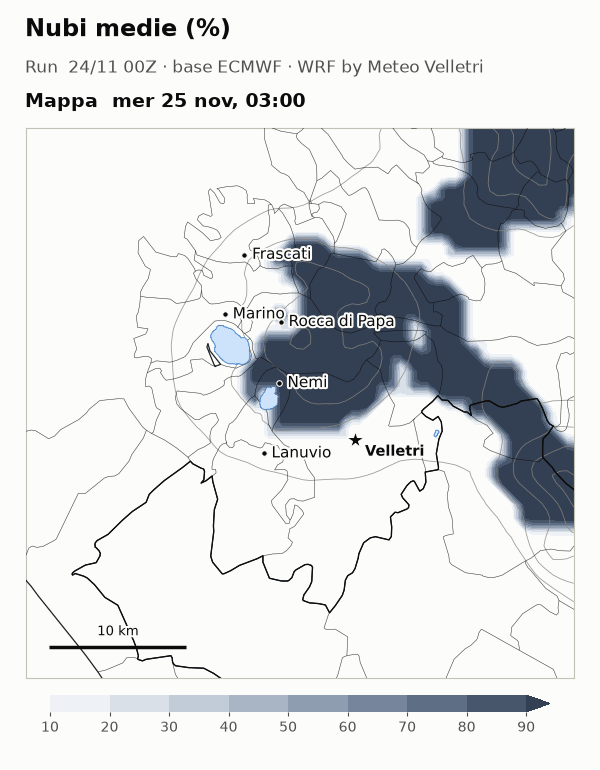 Nubi medie (%)
Run  24/11 00Z · base ECMWF · WRF by Meteo Velletri
Mappa  mer 25 nov, 03:00
Frascati
Marino
Rocca di Papa
Nemi
Velletri
Lanuvio
10 km
10 20 30 40 50 60 70 80 90